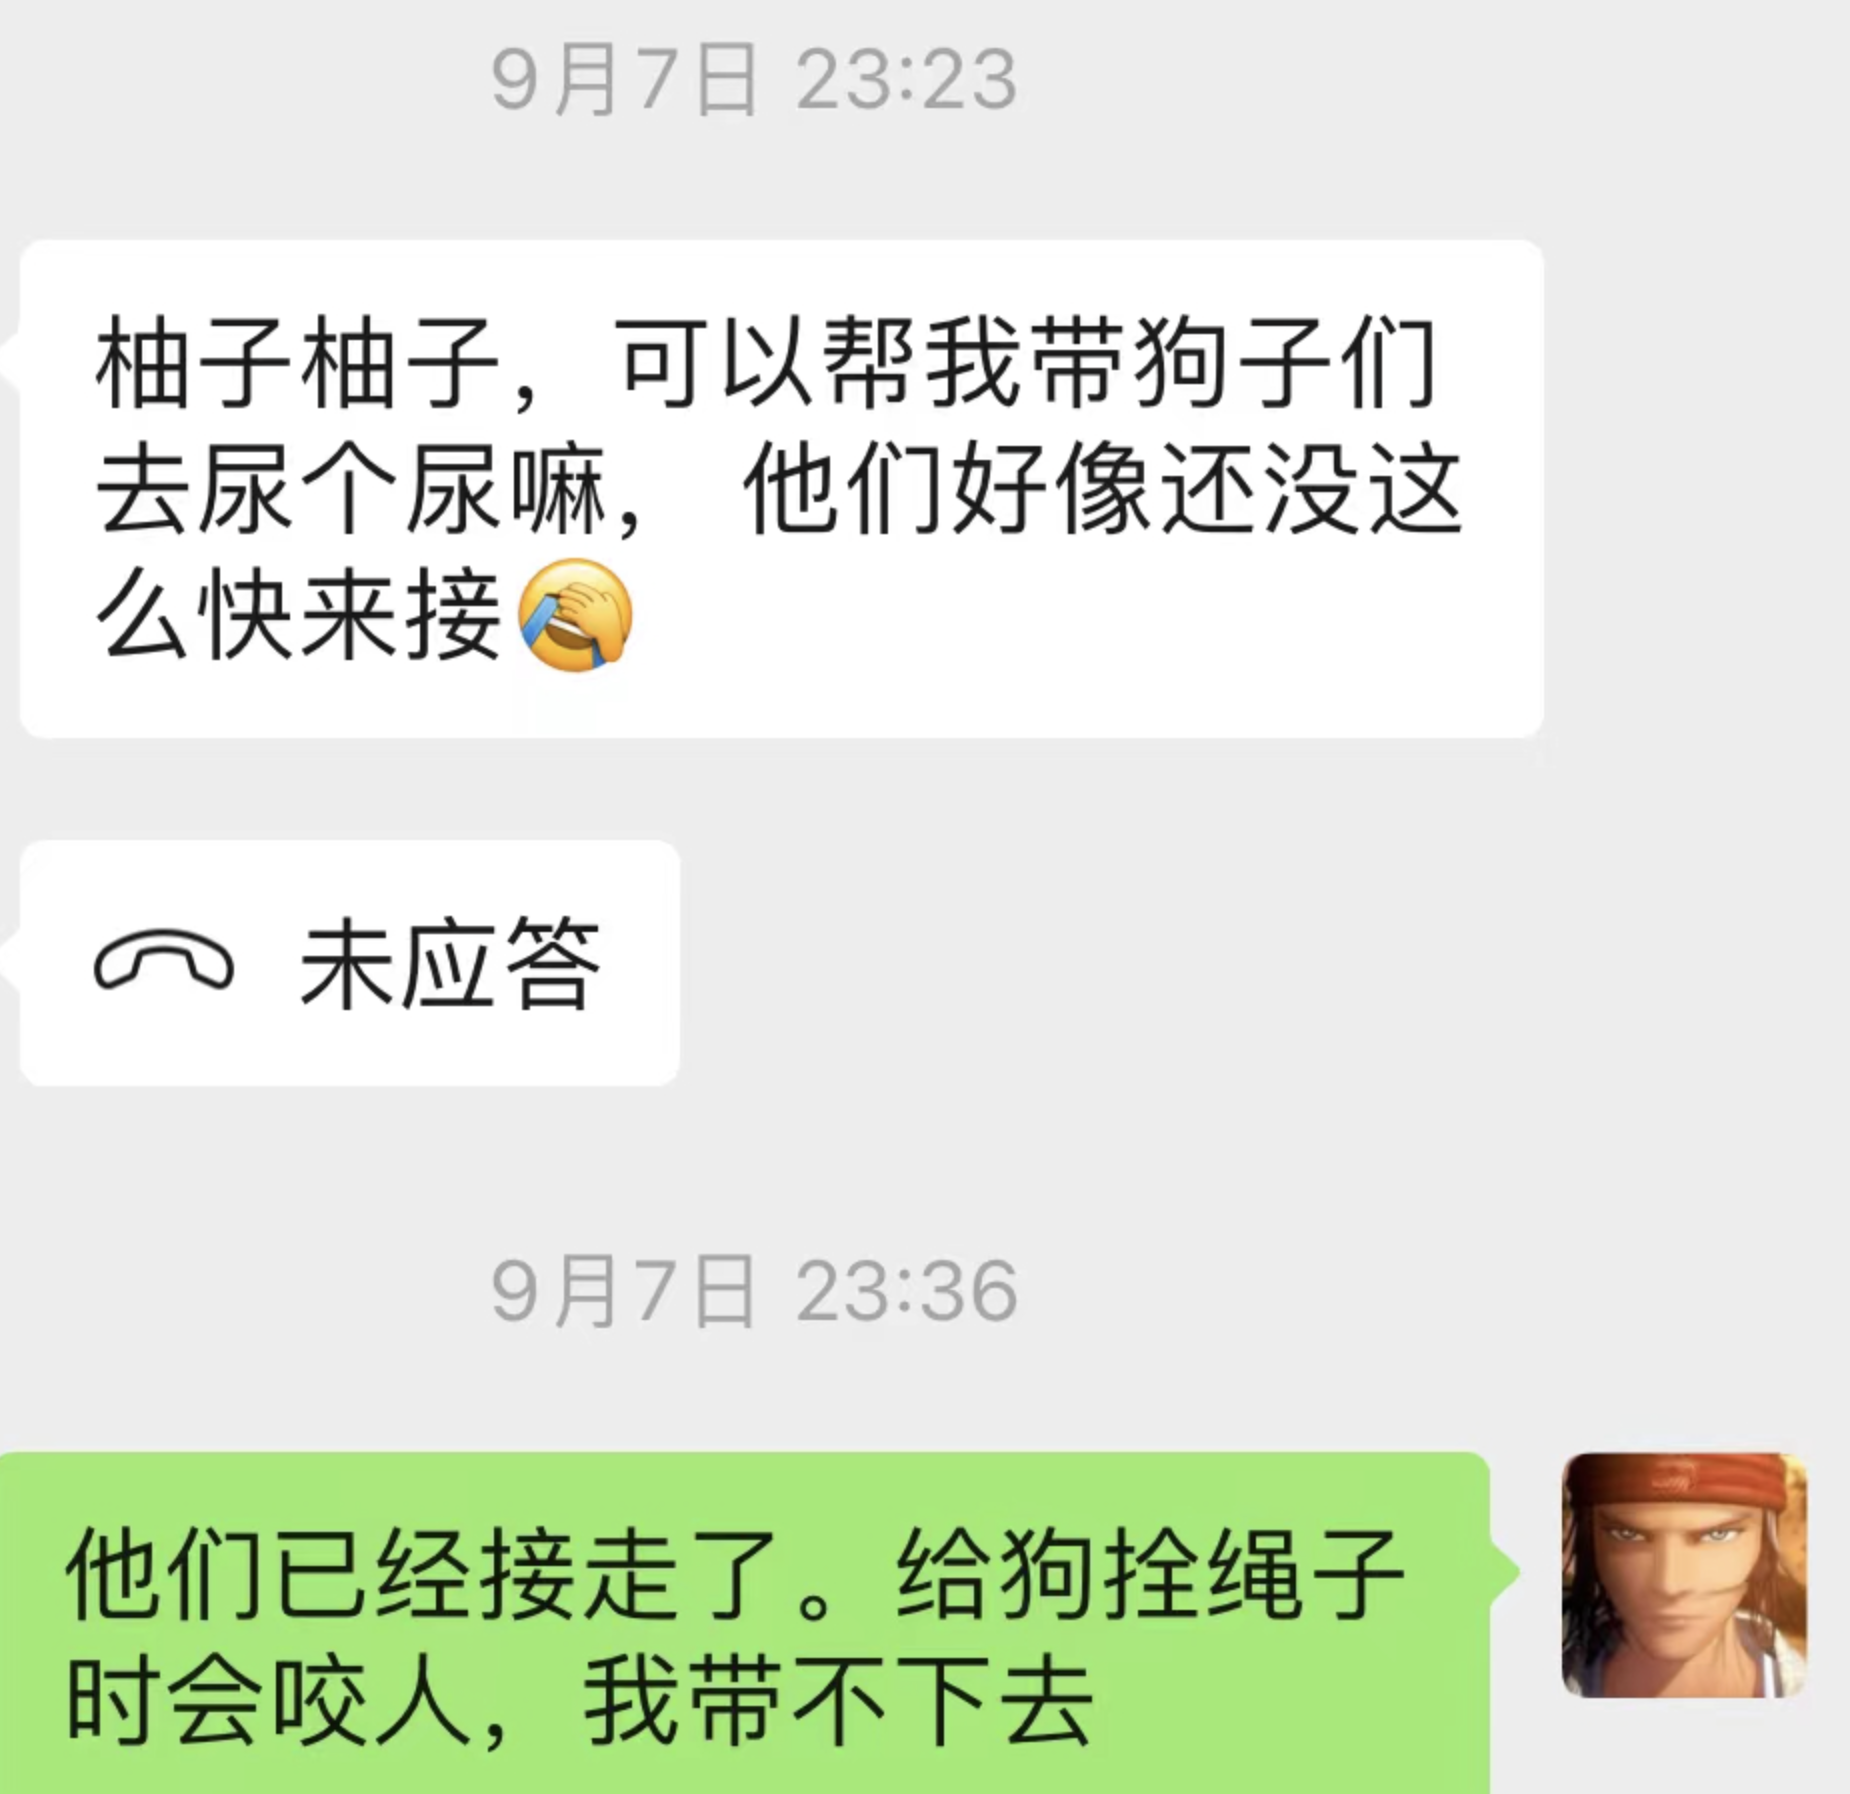 9月7日 23:23
柚子柚子，可以帮我带狗子们
去尿个尿嘛， 他们好像还没这
么快来接🤦
未应答
9月7日 23:36
他们已经接走了。给狗拴绳子
时会咬人，我带不下去